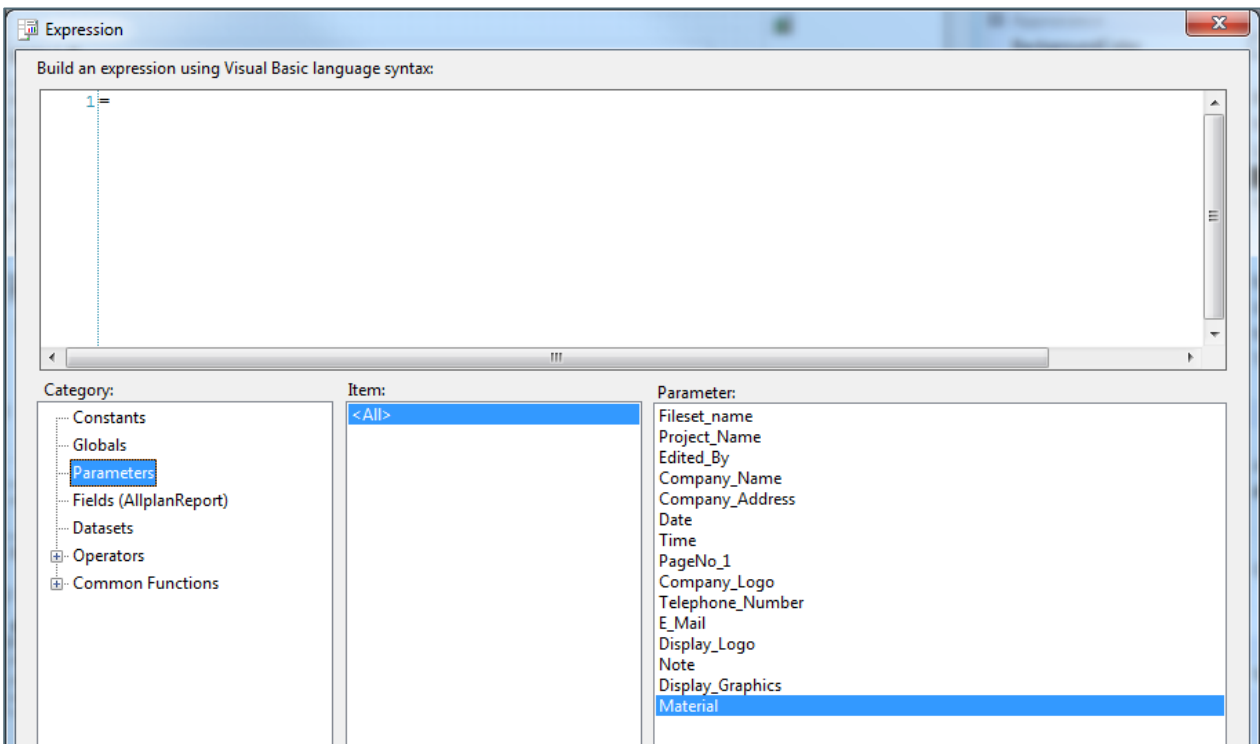 Expression
Build an expression using Visual Basic language syntax:
1 =
Category:
Constants
Globals
Parameters
Fields (AllplanReport)
Datasets
Operators
Common Functions
Item:
<All>
Parameter:
Fileset_name
Project_Name
Edited_By
Company_Name
Company_Address
Date
Time
PageNo_1
Company_Logo
Telephone_Number
E_Mail
Display_Logo
Note
Display_Graphics
Material